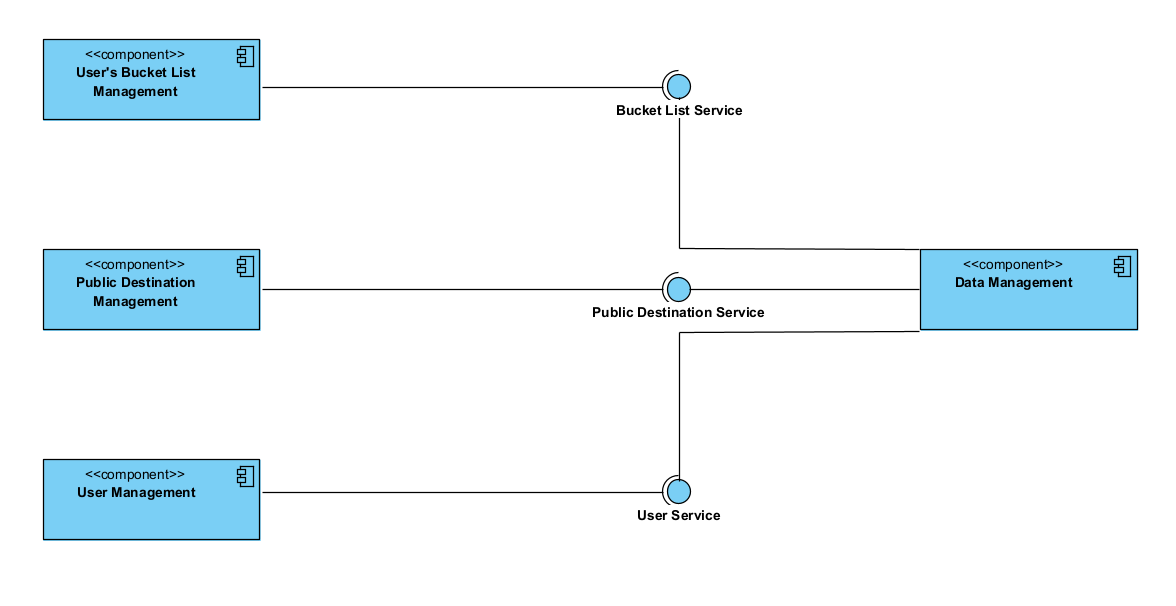 <<component>>
User's Bucket List
Management
Bucket List Service
<<component>>
Public Destination
Management
Public Destination Service
<<component>>
Data Management
<<component>>
User Management
User Service